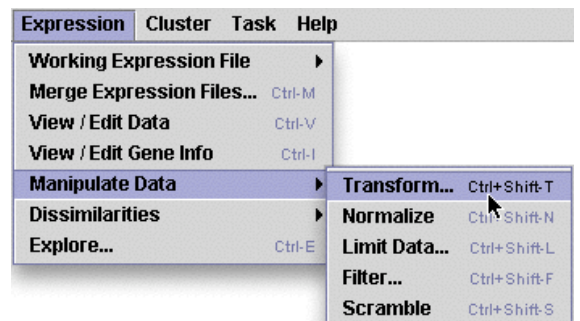 Expression Cluster Task Help
Working Expression File
Merge Expression Files... Ctrl-M
View / Edit Data Ctrl-V
View / Edit Gene Info Ctrl-I
Manipulate Data
Dissimilarities
Explore... Ctrl-E
Transform... Ctrl+Shift-T
Normalize Ctrl+Shift-N
Limit Data... Ctrl+Shift-L
Filter... Ctrl+Shift-F
Scramble Ctrl+Shift-S